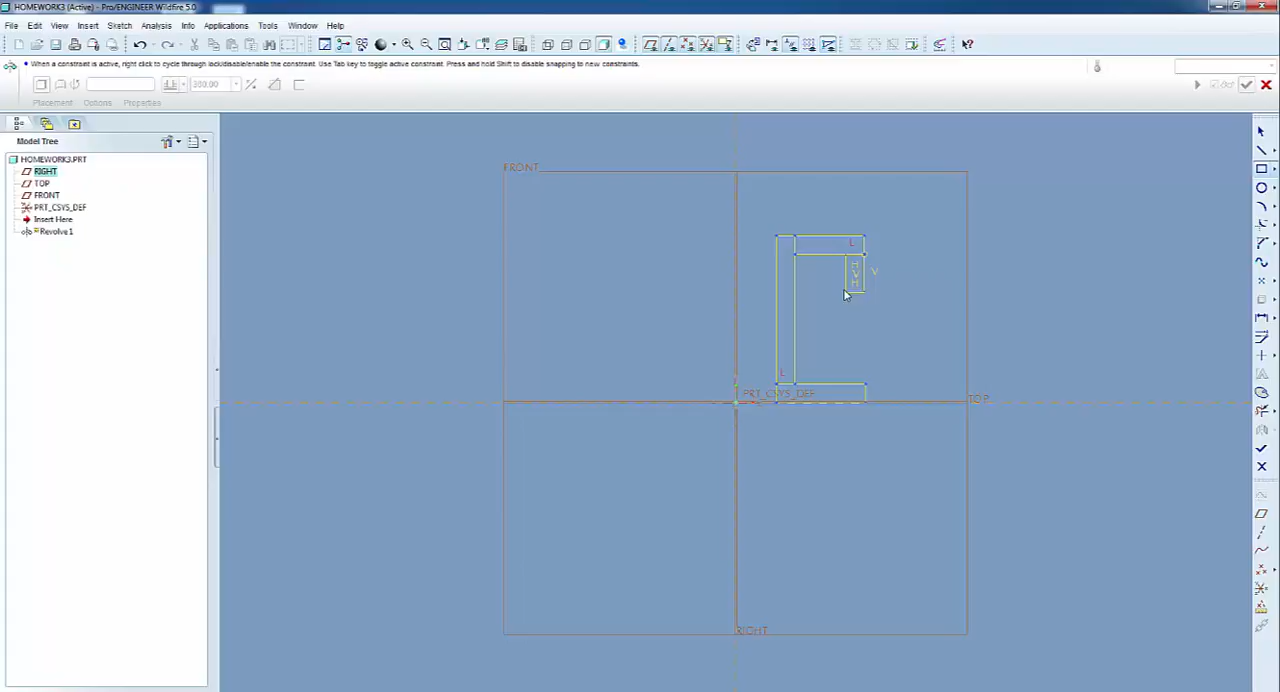 HOMEWORK3 (Active) - Pro/ENGINEER Wildfire 5.0
File Edit View Insert Sketch Analysis Info Applications Tools Window Help
• When a constraint is active, right click to cycle through lock/disable/enable the constraint. Use Tab key to toggle active constraint. Press and hold Shift to disable snapping to new constraints.
360.00
Placement Options Properties
Model Tree
HOMEWORK3.PRT
RIGHT
TOP
FRONT
PRT_CSYS_DEF
Insert Here
Revolve 1
FRONT
L
H
V
V
H
L
PRT_CSYS_DEF
TOP
RIGHT